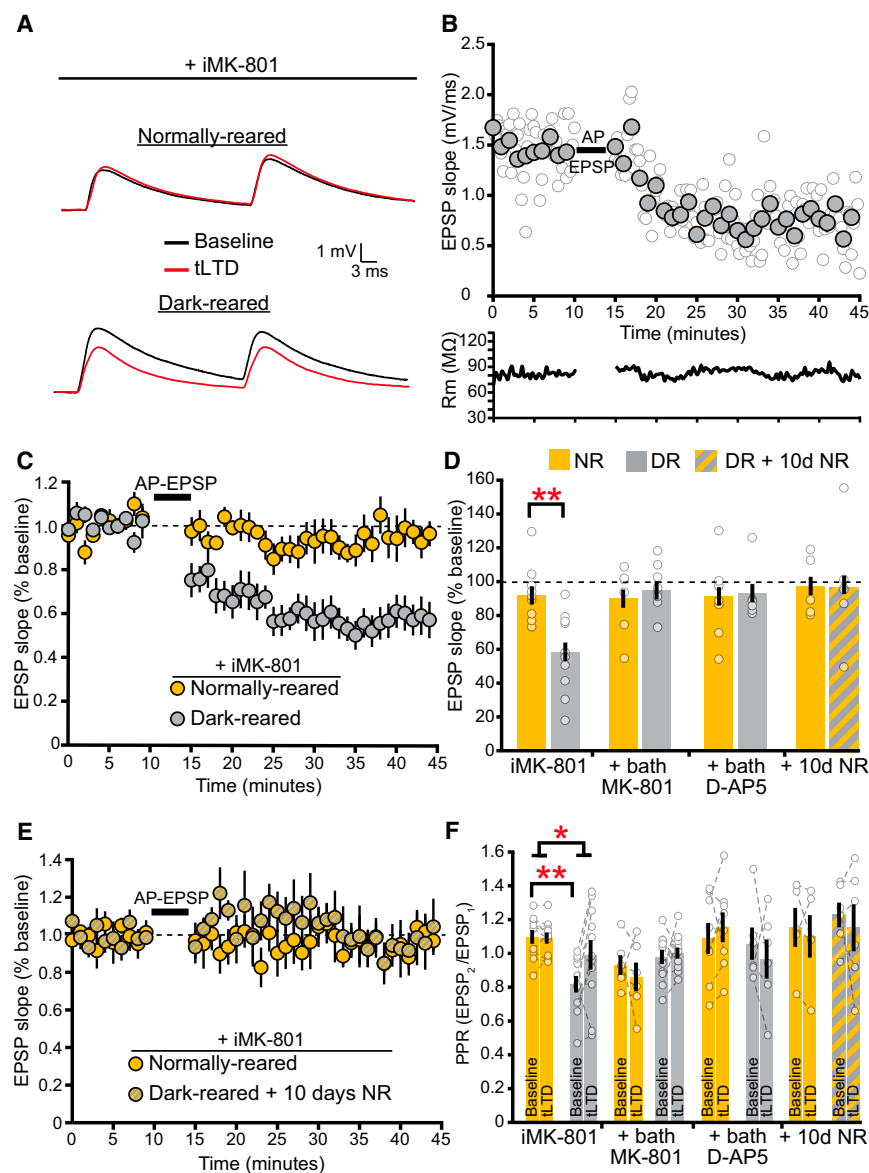 A
+ iMK-801
Normally-reared
Baseline
tLTD
1 mV
3 ms
Dark-reared
B
EPSP slope (mV/ms)
2.5
2.0
1.5
1.0
0.5
0
AP
EPSP
0 5 10 15 20 25 30 35 40 45
Time (minutes)
Rm (MΩ)
120
90
60
30
C
EPSP slope (% baseline)
1.2
1.0
0.8
0.6
0.4
0.2
0
AP-EPSP
+ iMK-801
Normally-reared
Dark-reared
0 5 10 15 20 25 30 35 40 45
Time (minutes)
D
NR DR DR + 10d NR
EPSP slope (% baseline)
160
140
120
100
80
60
40
20
0
**
iMK-801 + bath MK-801 + bath D-AP5 + 10d NR
E
EPSP slope (% baseline)
1.4
1.2
1.0
0.8
0.6
0.4
0.2
0
AP-EPSP
+ iMK-801
Normally-reared
Dark-reared + 10 days NR
0 5 10 15 20 25 30 35 40 45
Time (minutes)
F
PPR (EPSP₂/EPSP₁)
1.6
1.4
1.2
1.0
0.8
0.6
0.4
0.2
0
*
**
Baseline tLTD Baseline tLTD Baseline tLTD Baseline tLTD Baseline tLTD Baseline tLTD Baseline tLTD Baseline tLTD
iMK-801 + bath MK-801 + bath D-AP5 + 10d NR